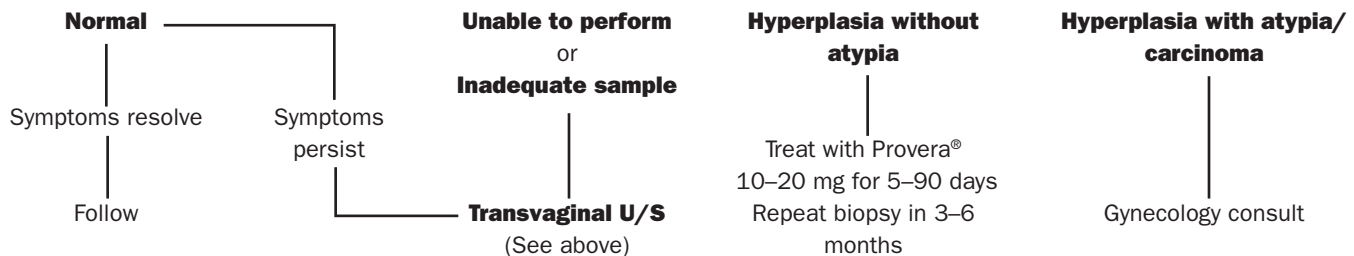 Normal
Symptoms resolve
Follow
Symptoms
persist
Unable to perform
or
Inadequate sample
Transvaginal U/S
(See above)
Hyperplasia without
atypia
Treat with Provera®
10–20 mg for 5–90 days
Repeat biopsy in 3–6
months
Hyperplasia with atypia/
carcinoma
Gynecology consult